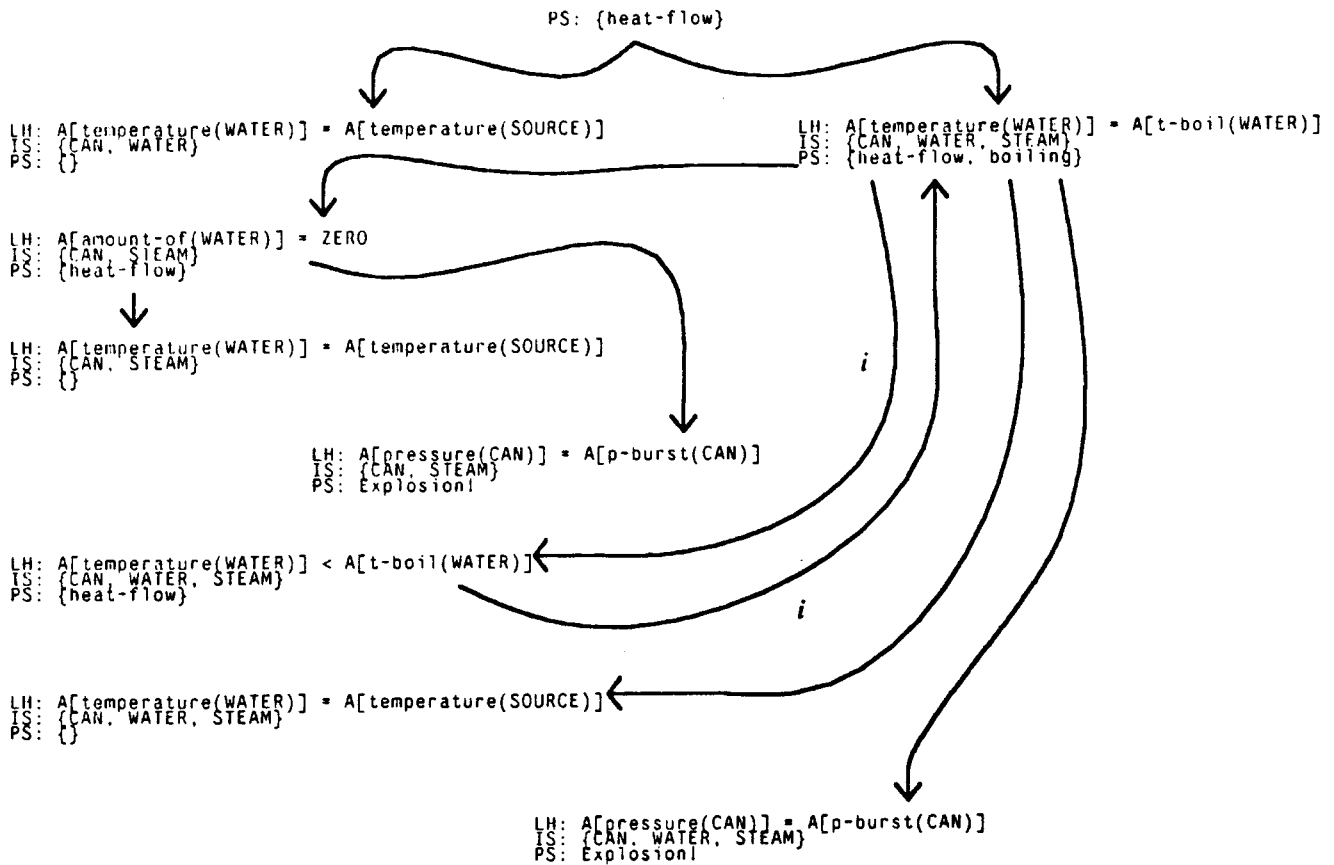 PS: {heat-flow}
LH: A[temperature(WATER)] = A[temperature(SOURCE)]
IS: {CAN, WATER}
PS: {}
LH: A[temperature(WATER)] = A[t-boil(WATER)]
IS: {CAN, WATER, STEAM}
PS: {heat-flow, boiling}
LH: A[amount-of(WATER)] = ZERO
IS: {CAN, STEAM}
PS: {heat-flow}
LH: A[temperature(WATER)] = A[temperature(SOURCE)]
IS: {CAN, STEAM}
PS: {}
i
LH: A[pressure(CAN)] = A[p-burst(CAN)]
IS: {CAN, STEAM}
PS: Explosion!
LH: A[temperature(WATER)] < A[t-boil(WATER)]
IS: {CAN, WATER, STEAM}
PS: {heat-flow}
i
LH: A[temperature(WATER)] = A[temperature(SOURCE)]
IS: {CAN, WATER, STEAM}
PS: {}
LH: A[pressure(CAN)] = A[p-burst(CAN)]
IS: {CAN, WATER, STEAM}
PS: Explosion!